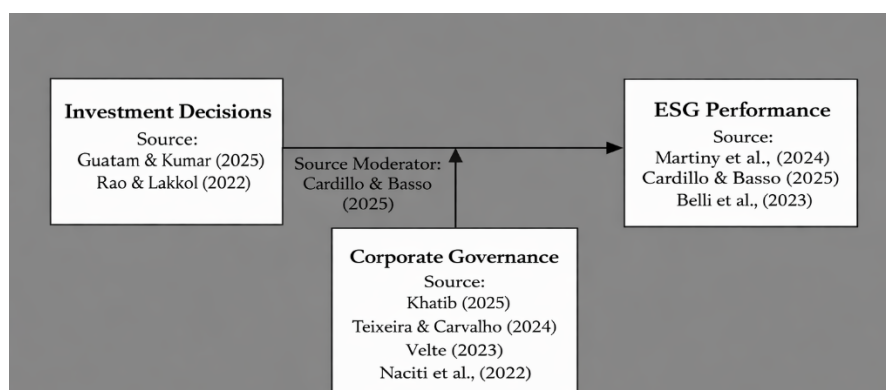 Investment Decisions
Source:
Guatam & Kumar (2025)
Rao & Lakkol (2022)
Source Moderator:
Cardillo & Basso
(2025)
ESG Performance
Source:
Martiny et al., (2024)
Cardillo & Basso (2025)
Belli et al., (2023)
Corporate Governance
Source:
Khatib (2025)
Teixeira & Carvalho (2024)
Velte (2023)
Naciti et al., (2022)